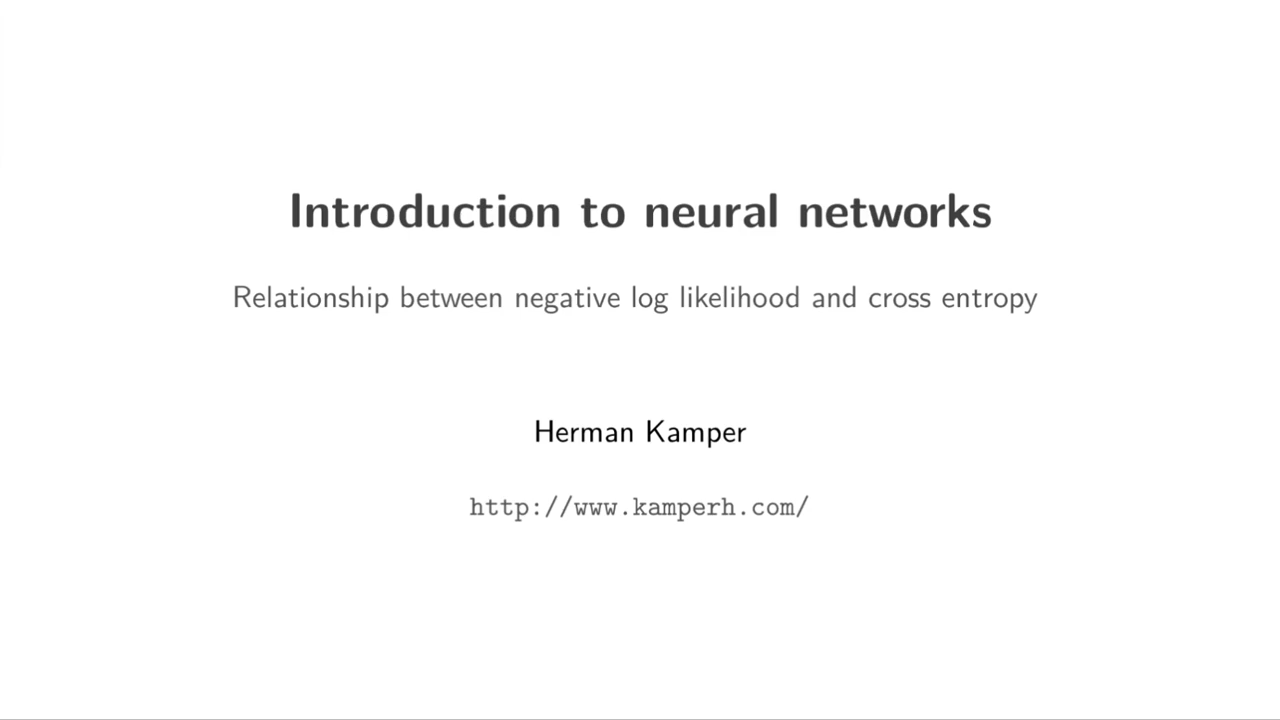 Introduction to neural networks
Relationship between negative log likelihood and cross entropy
Herman Kamper
http://www.kamperh.com/